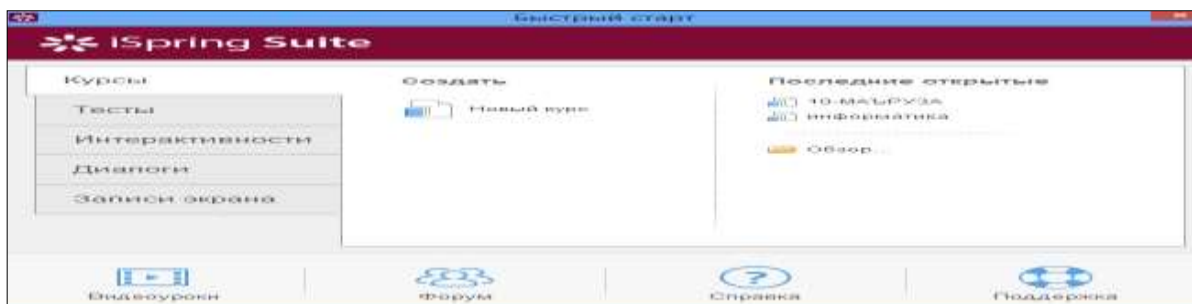 Быстрый старт
iSpring Suite
Курсы
Тесты
Интерактивности
Диалоги
Записи экрана
Создать
Новый курс
Последние открытые
10-МАЪРУЗА
информатика
Обзор...
Видеоуроки
Форум
Справка
Поддержка